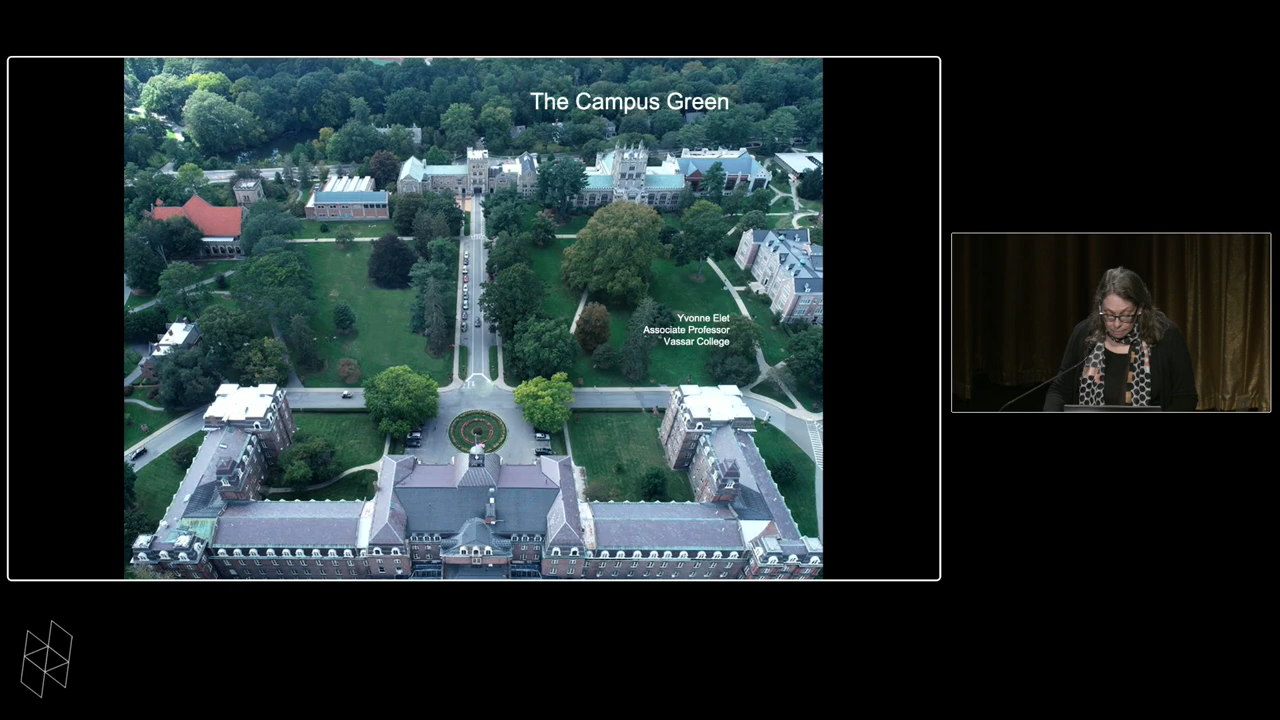 The Campus Green
Yvonne Elet
Associate Professor
Vassar College